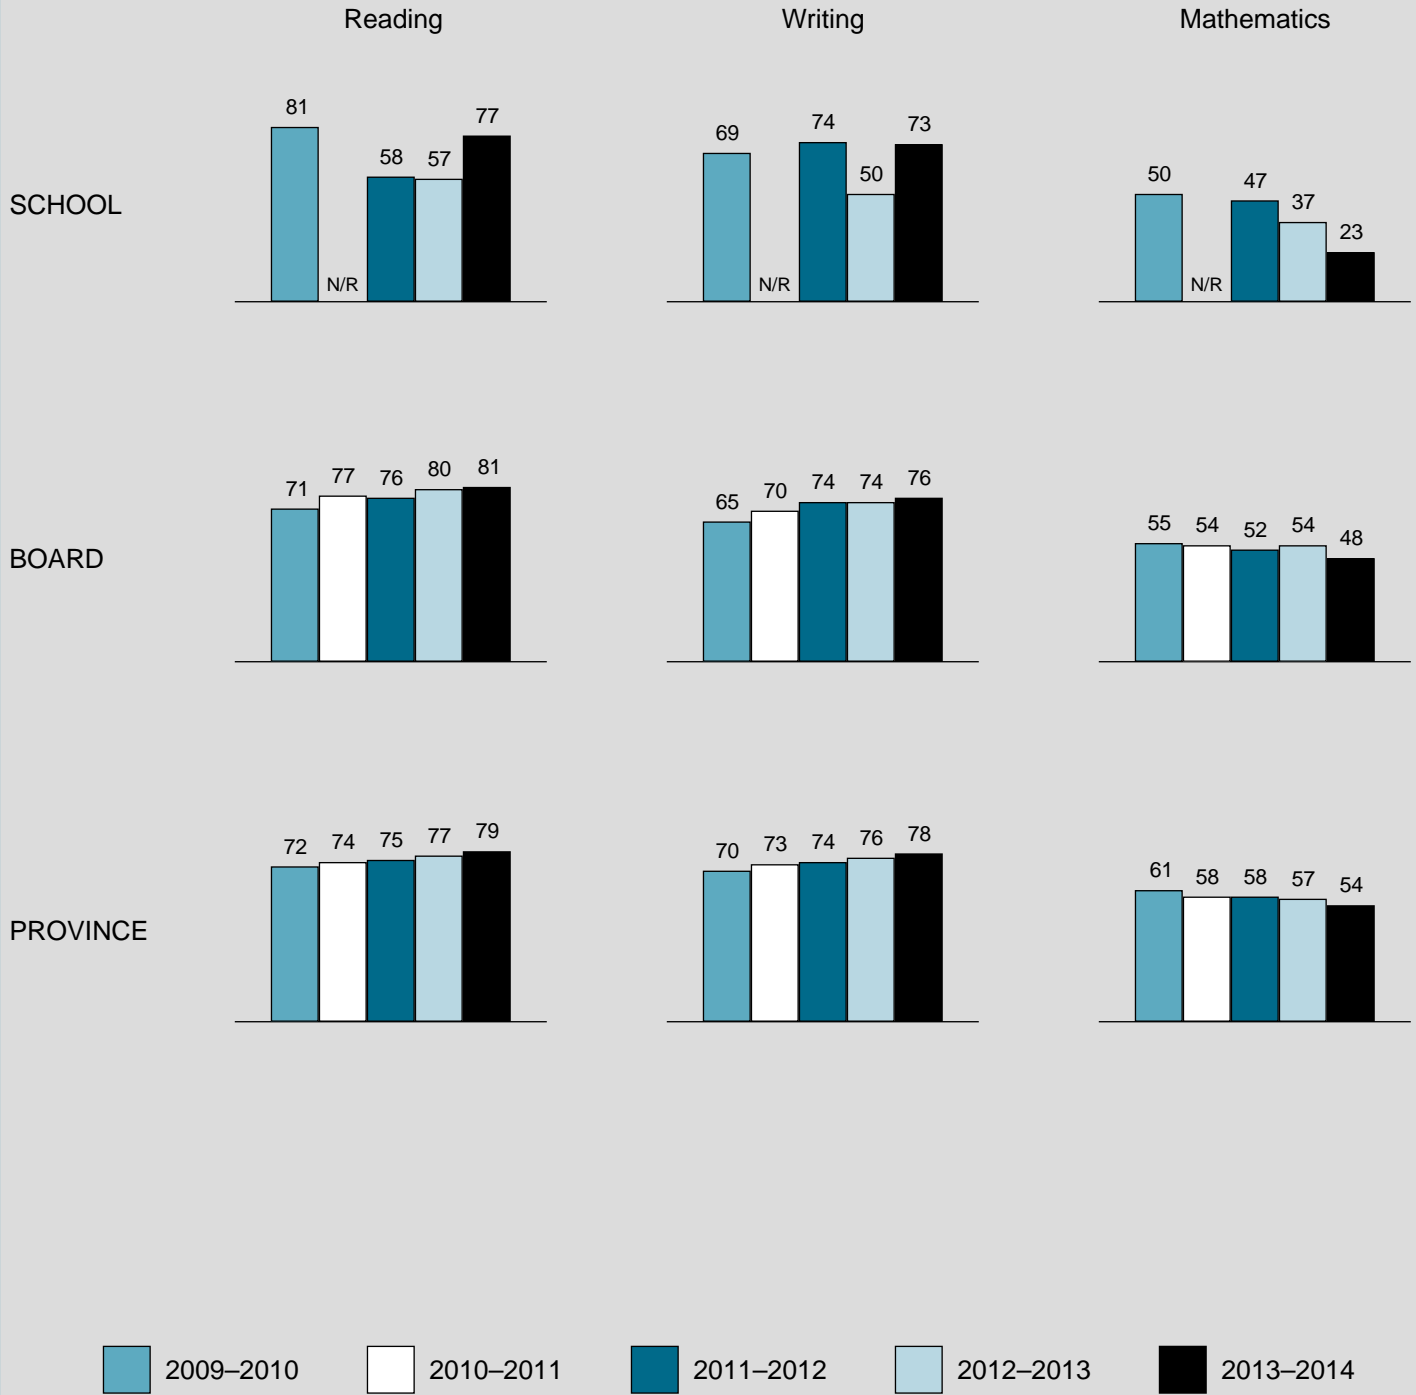 Reading Writing Mathematics
SCHOOL
81 N/R 58 57 77
69 N/R 74 50 73
50 N/R 47 37 23
BOARD
71 77 76 80 81
65 70 74 74 76
55 54 52 54 48
PROVINCE
72 74 75 77 79
70 73 74 76 78
61 58 58 57 54
2009–2010 2010–2011 2011–2012 2012–2013 2013–2014